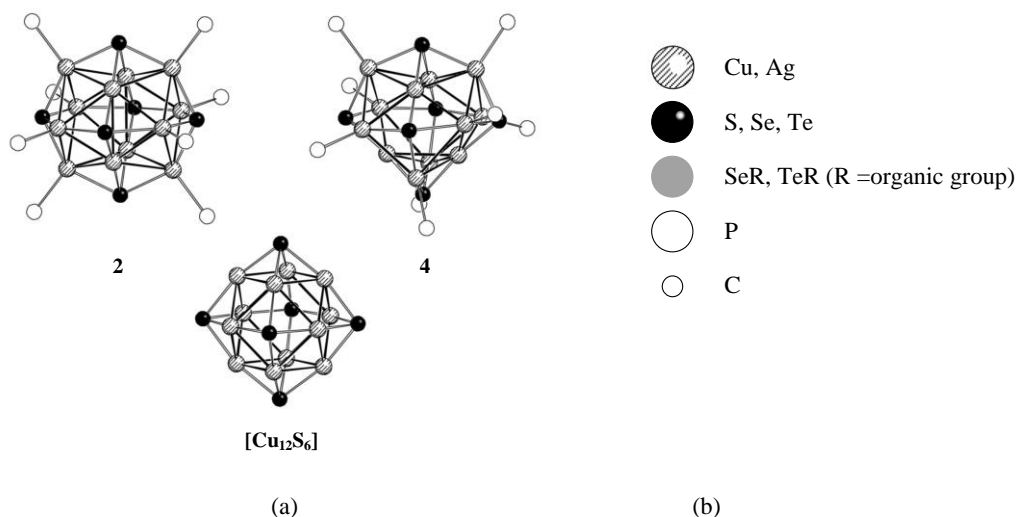 Cu, Ag
S, Se, Te
SeR, TeR (R =organic group)
P
C
2
4
[Cu₁₂S₆]
(a)
(b)